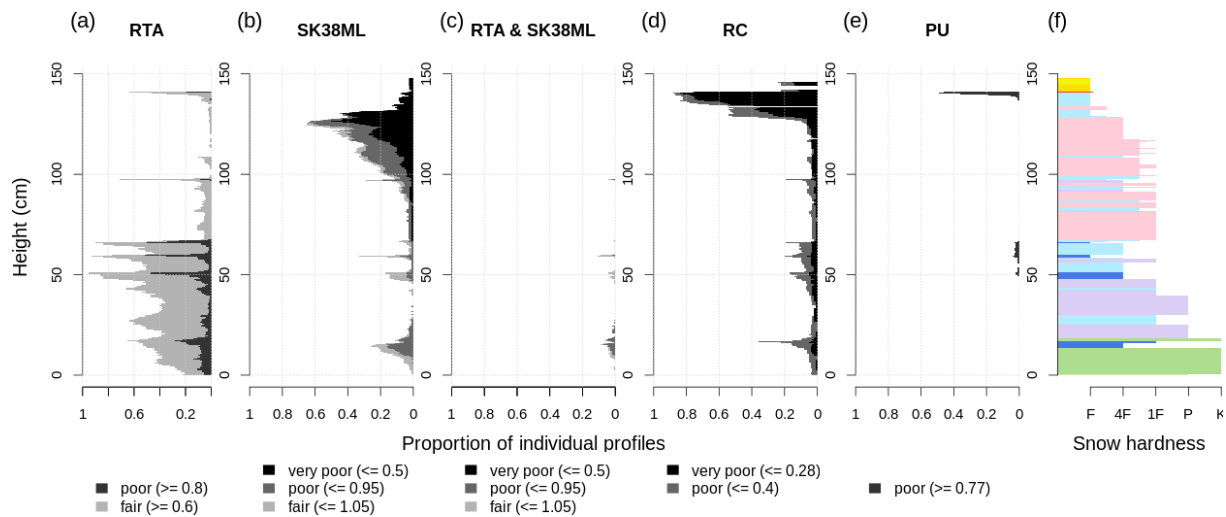 (a) (b) (c) (d) (e) (f)
RTA SK38ML RTA & SK38ML RC PU
150 150 150 150 150 150
100 100 100 100 100 100
50 50 50 50 50 50
0 0 0 0 0 0
Height (cm)
1 0.6 0.2 1 0.8 0.6 0.4 0.2 0 1 0.8 0.6 0.4 0.2 0 1 0.8 0.6 0.4 0.2 0 1 0.8 0.6 0.4 0.2 0 F 4F 1F P K
Proportion of individual profiles Snow hardness
very poor (<= 0.5) very poor (<= 0.5) very poor (<= 0.28)
poor (>= 0.8) poor (<= 0.95) poor (<= 0.95) poor (<= 0.4) poor (>= 0.77)
fair (>= 0.6) fair (<= 1.05) fair (<= 1.05)